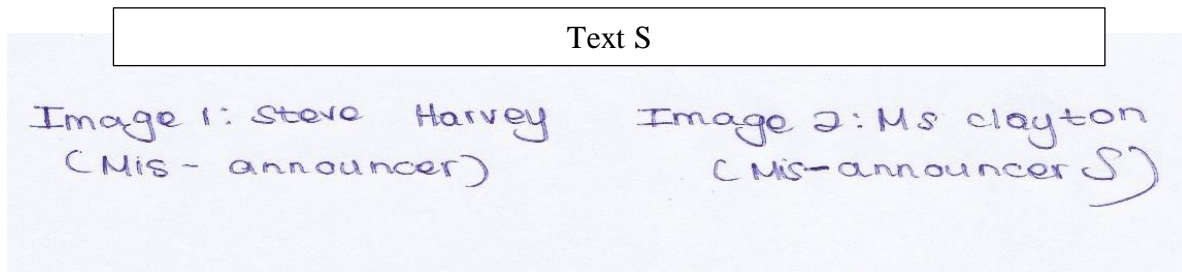 Text S
Image 1: Steve Harvey Image 2: Ms clayton
(Mis- announcer) (Mis-announcer S)